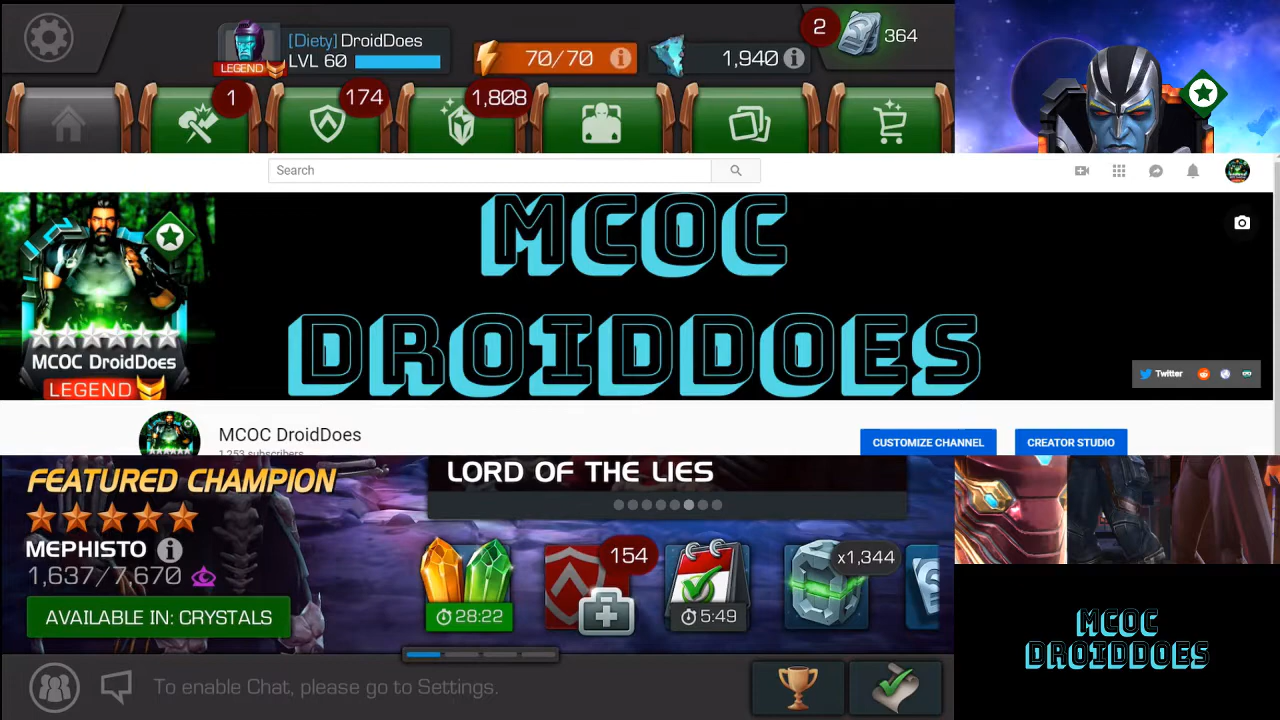 [Diety] DroidDoes
LEGEND
LVL 60
70/70
1,940
2
364
1
174
1,808
Search
MCOC
DROIDDOES
MCOC DroidDoes
LEGEND
Twitter
MCOC DroidDoes
1,253 subscribers
CUSTOMIZE CHANNEL
CREATOR STUDIO
FEATURED CHAMPION
MEPHISTO
1,637/7,670
AVAILABLE IN: CRYSTALS
LORD OF THE LIES
28:22
154
5:49
x1,344
To enable Chat, please go to Settings.
MCOC
DROIDDOES